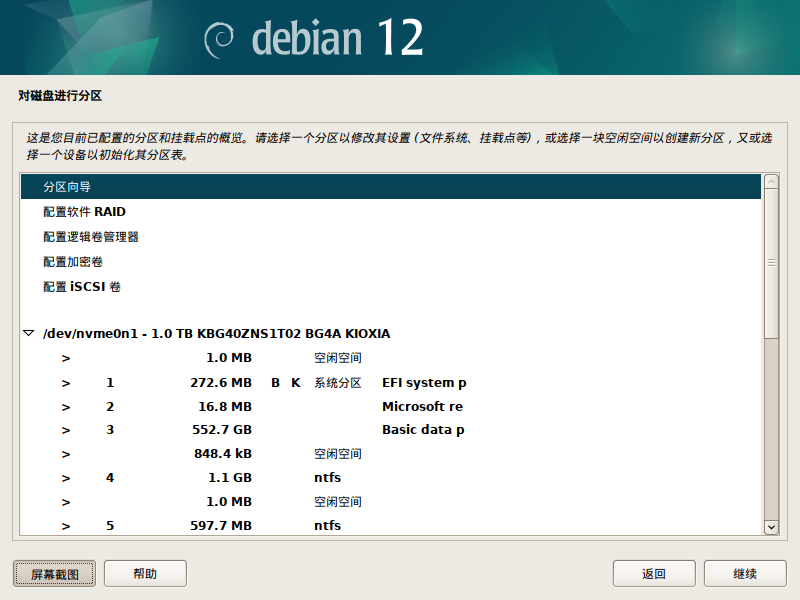 debian 12
对磁盘进行分区
这是您目前已配置的分区和挂载点的概览。请选择一个分区以修改其设置 (文件系统、挂载点等)，或选择一块空闲空间以创建新分区，又或选
择一个设备以初始化其分区表。
分区向导
配置软件 RAID
配置逻辑卷管理器
配置加密卷
配置 iSCSI 卷
/dev/nvme0n1 - 1.0 TB KBG40ZNS1T02 BG4A KIOXIA
> 1.0 MB 空闲空间
> 1 272.6 MB B K 系统分区 EFI system p
> 2 16.8 MB Microsoft re
> 3 552.7 GB Basic data p
> 848.4 kB 空闲空间
> 4 1.1 GB ntfs
> 1.0 MB 空闲空间
> 5 597.7 MB ntfs
屏幕截图 帮助 返回 继续